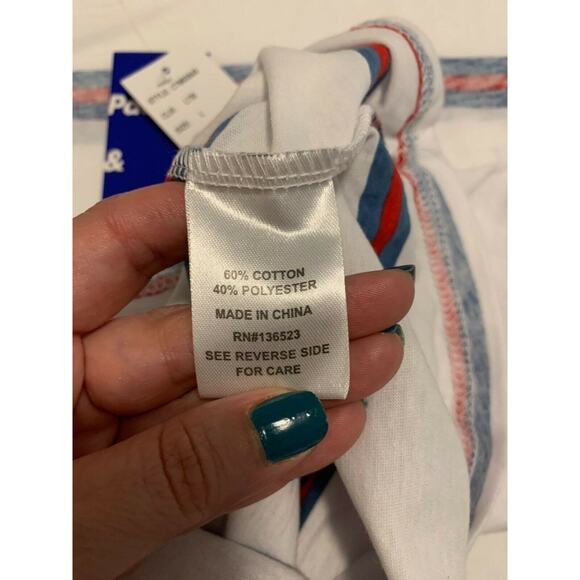 60% COTTON
40% POLYESTER
MADE IN CHINA
RN#136523
SEE REVERSE SIDE
FOR CARE
&